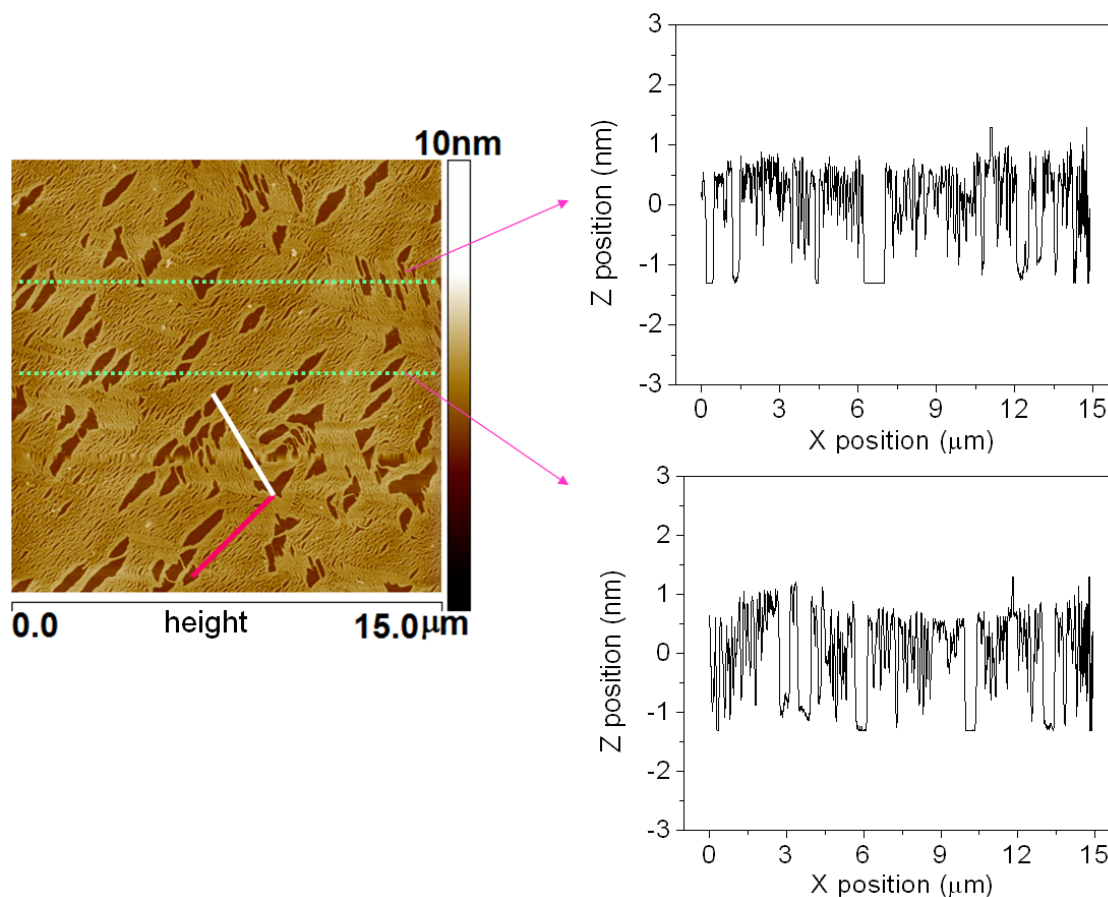 10nm
0.0 height 15.0μm
3
2
1
0
-1
-2
-3
Z position (nm)
0 3 6 9 12 15
X position (μm)
3
2
1
0
-1
-2
-3
Z position (nm)
0 3 6 9 12 15
X position (μm)